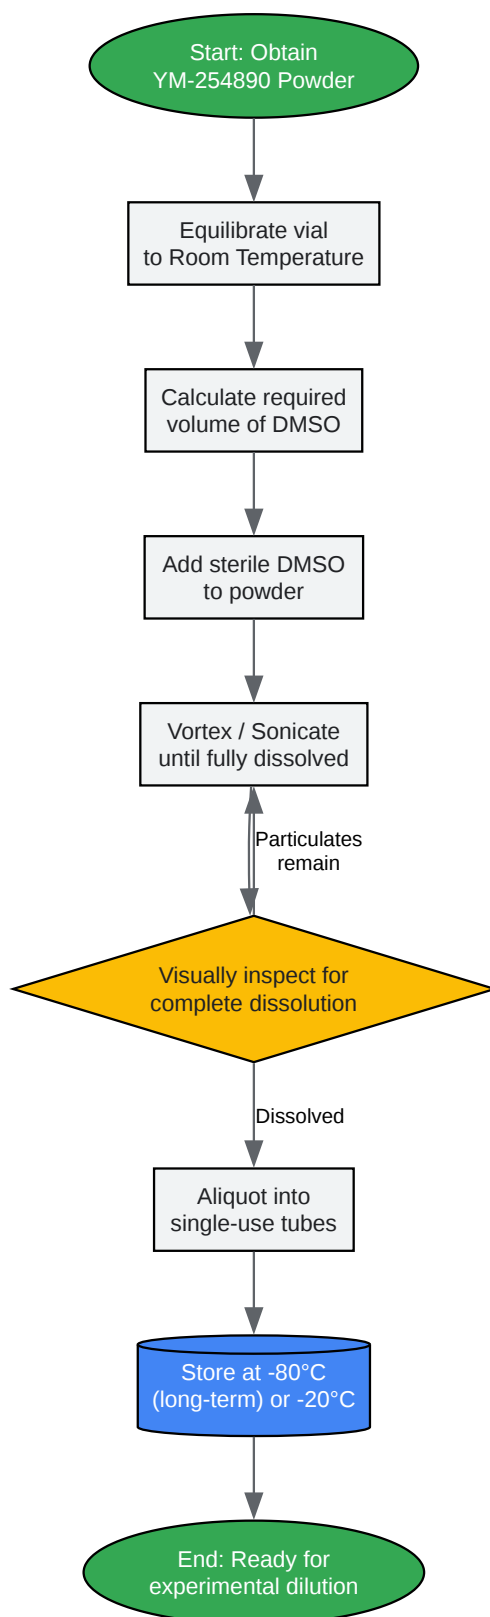 Start: Obtain
YM-254890 Powder
Equilibrate vial
to Room Temperature
Calculate required
volume of DMSO
Add sterile DMSO
to powder
Vortex / Sonicate
until fully dissolved
Particulates
remain
Visually inspect for
complete dissolution
Dissolved
Aliquot into
single-use tubes
Store at -80°C
(long-term) or -20°C
End: Ready for
experimental dilution